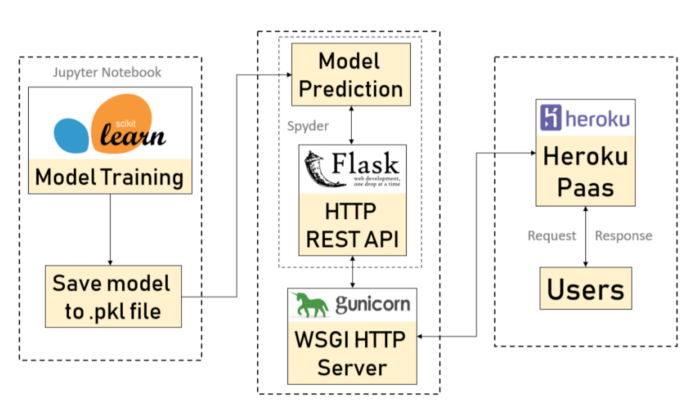 Jupyter Notebook
scikit
learn
Model Training
Save model
to .pkl file
Model
Prediction
Spyder
Flask
web development,
one drop at a time
HTTP
REST API
gunicorn
WSGI HTTP
Server
heroku
Heroku
Paas
Request
Response
Users